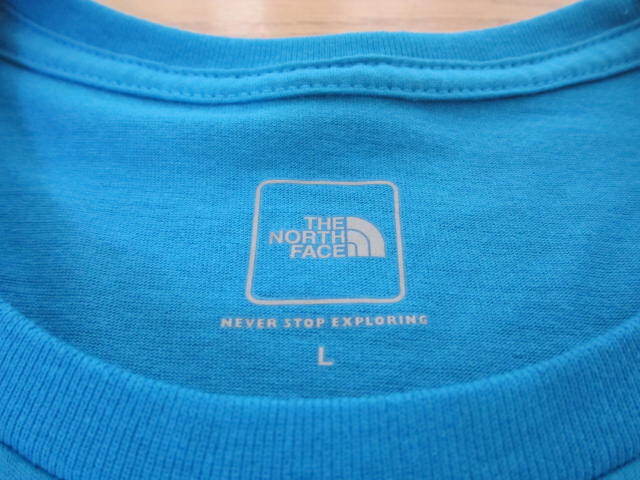 THE
NORTH
FACE
NEVER STOP EXPLORING
L